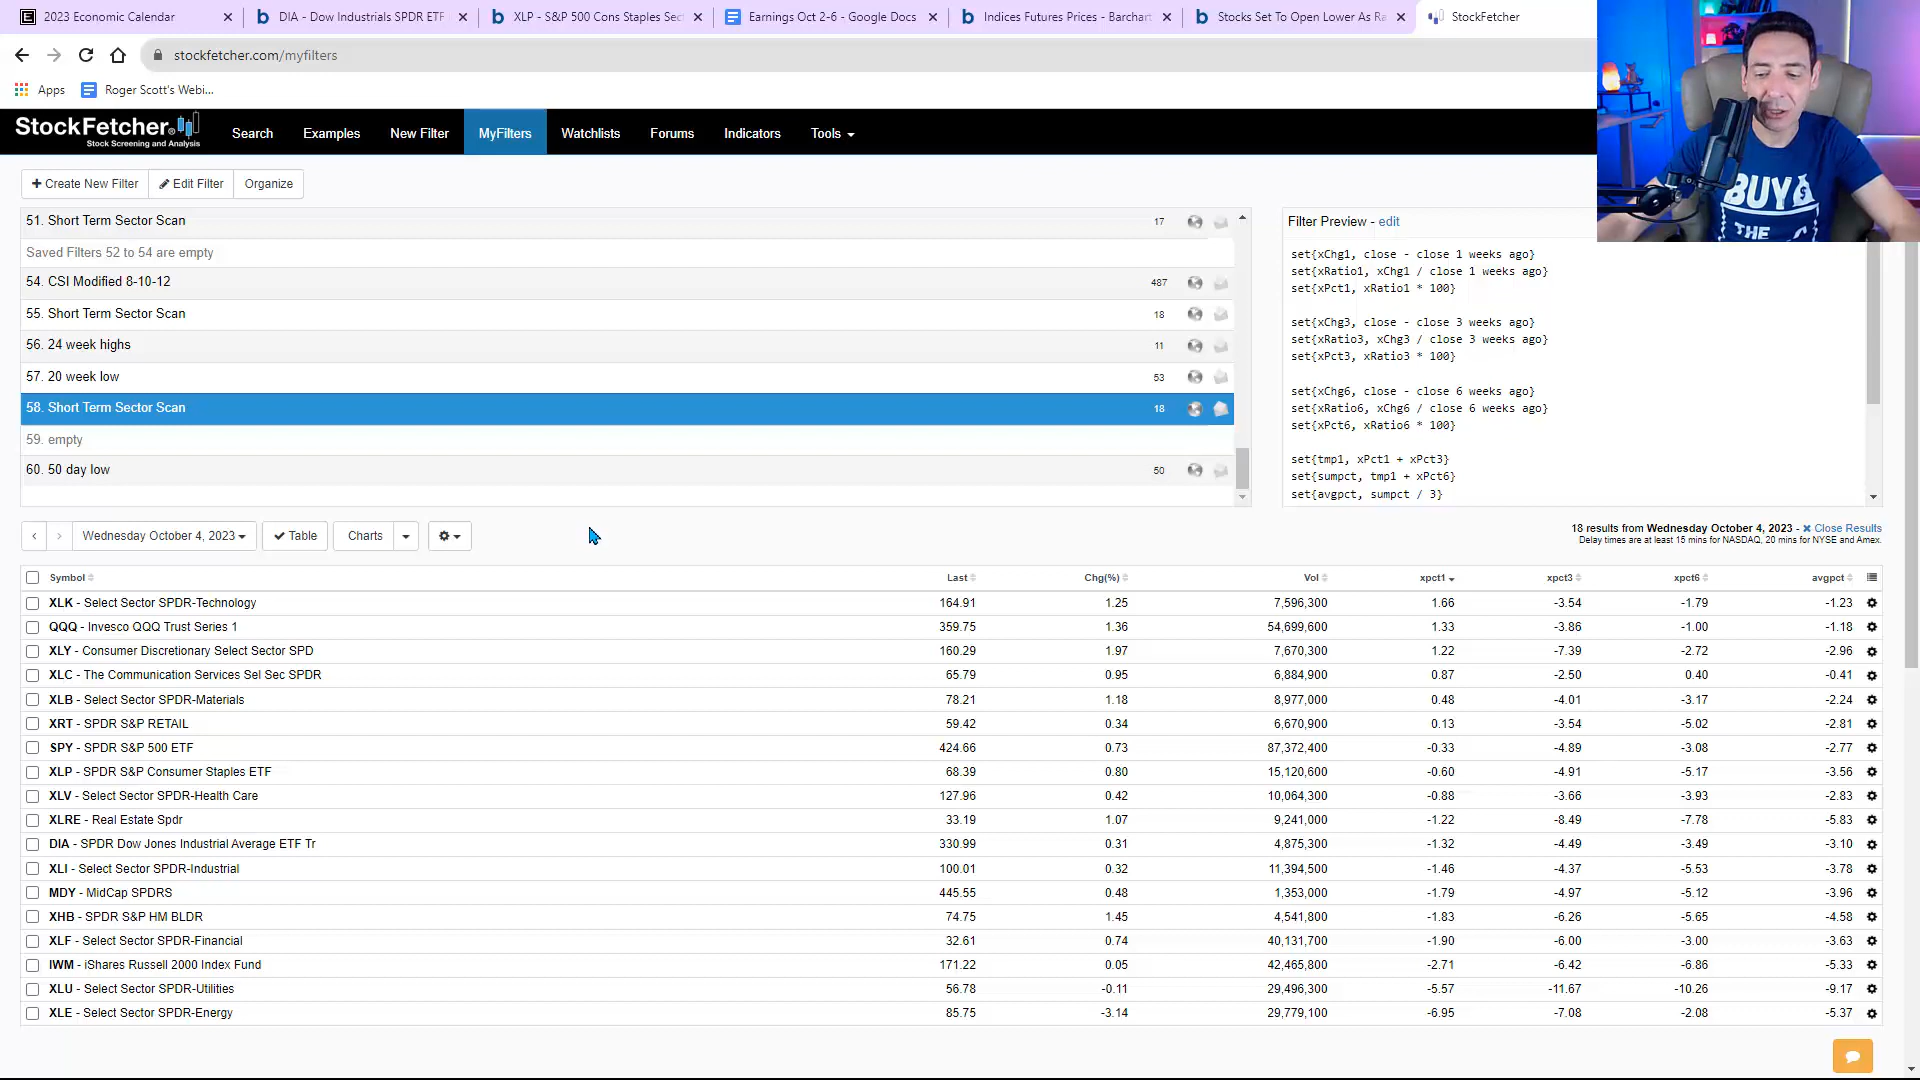 2023 Economic Calendar
DIA - Dow Industrials SPDR ETF
XLP - S&P 500 Cons Staples Sec
Earnings Oct 2-6 - Google Docs
Indices Futures Prices - Barchart
Stocks Set To Open Lower As Ra
StockFetcher
stockfetcher.com/myfilters
Apps
Roger Scott's Webi...
StockFetcher
Stock Screening and Analysis
Search
Examples
New Filter
MyFilters
Watchlists
Forums
Indicators
Tools
BUY
THE
Create New Filter
Edit Filter
Organize
51. Short Term Sector Scan 17
Saved Filters 52 to 54 are empty
54. CSI Modified 8-10-12 487
55. Short Term Sector Scan 18
56. 24 week highs 11
57. 20 week low 53
58. Short Term Sector Scan 18
59. empty
60. 50 day low 50
Filter Preview - edit
set{xChg1, close - close 1 weeks ago}
set{xRatio1, xChg1 / close 1 weeks ago}
set{xPct1, xRatio1 * 100}
set{xChg3, close - close 3 weeks ago}
set{xRatio3, xChg3 / close 3 weeks ago}
set{xPct3, xRatio3 * 100}
set{xChg6, close - close 6 weeks ago}
set{xRatio6, xChg6 / close 6 weeks ago}
set{xPct6, xRatio6 * 100}
set{tmp1, xPct1 + xPct3}
set{sumpct, tmp1 + xPct6}
set{avgpct, sumpct / 3}
Wednesday October 4, 2023
Table
Charts
18 results from Wednesday October 4, 2023 - Close Results
Delay times are at least 15 mins for NASDAQ, 20 mins for NYSE and Amex.
Symbol Last Chg(%) Vol xpct1 xpct3 xpct6 avgpct
XLK - Select Sector SPDR-Technology 164.91 1.25 7,596,300 1.66 -3.54 -1.79 -1.23
QQQ - Invesco QQQ Trust Series 1 359.75 1.36 54,699,600 1.33 -3.86 -1.00 -1.18
XLY - Consumer Discretionary Select Sector SPD 160.29 1.97 7,670,300 1.22 -7.39 -2.72 -2.96
XLC - The Communication Services Sel Sec SPDR 65.79 0.95 6,884,900 0.87 -2.50 0.40 -0.41
XLB - Select Sector SPDR-Materials 78.21 1.18 8,977,000 0.48 -4.01 -3.17 -2.24
XRT - SPDR S&P RETAIL 59.42 0.34 6,670,900 0.13 -3.54 -5.02 -2.81
SPY - SPDR S&P 500 ETF 424.66 0.73 87,372,400 -0.33 -4.89 -3.08 -2.77
XLP - SPDR S&P Consumer Staples ETF 68.39 0.80 15,120,600 -0.60 -4.91 -5.17 -3.56
XLV - Select Sector SPDR-Health Care 127.96 0.42 10,064,300 -0.88 -3.66 -3.93 -2.83
XLRE - Real Estate Spdr 33.19 1.07 9,241,000 -1.22 -8.49 -7.78 -5.83
DIA - SPDR Dow Jones Industrial Average ETF Tr 330.99 0.31 4,875,300 -1.32 -4.49 -3.49 -3.10
XLI - Select Sector SPDR-Industrial 100.01 0.32 11,394,500 -1.46 -4.37 -5.53 -3.78
MDY - MidCap SPDRS 445.55 0.48 1,353,000 -1.79 -4.97 -5.12 -3.96
XHB - SPDR S&P HM BLDR 74.75 1.45 4,541,800 -1.83 -6.26 -5.65 -4.58
XLF - Select Sector SPDR-Financial 32.61 0.74 40,131,700 -1.90 -6.00 -3.00 -3.63
IWM - iShares Russell 2000 Index Fund 171.22 0.05 42,465,800 -2.71 -6.42 -6.86 -5.33
XLU - Select Sector SPDR-Utilities 56.78 -0.11 29,496,300 -5.57 -11.67 -10.26 -9.17
XLE - Select Sector SPDR-Energy 85.75 -3.14 29,779,100 -6.95 -7.08 -2.08 -5.37